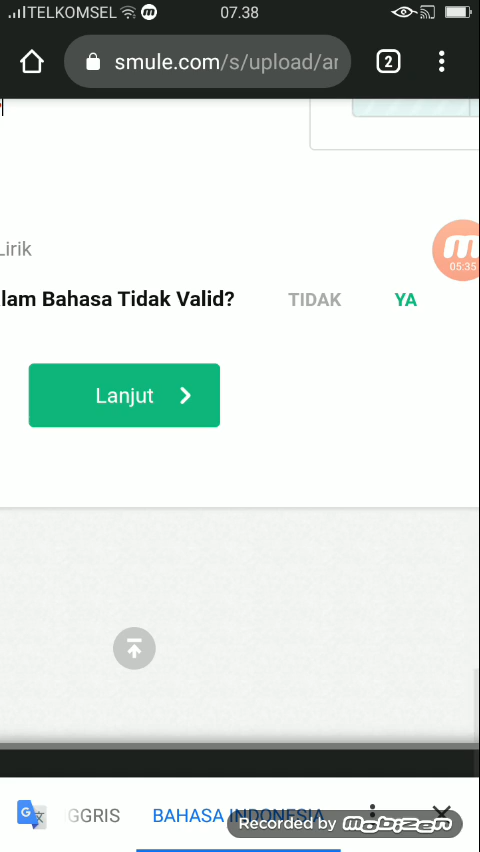 TELKOMSEL 07.38
smule.com/s/upload/ar 2
Lirik
05:35
lam Bahasa Tidak Valid? TIDAK YA
Lanjut
GGRIS BAHASA INDONESIA
Recorded by mobizen